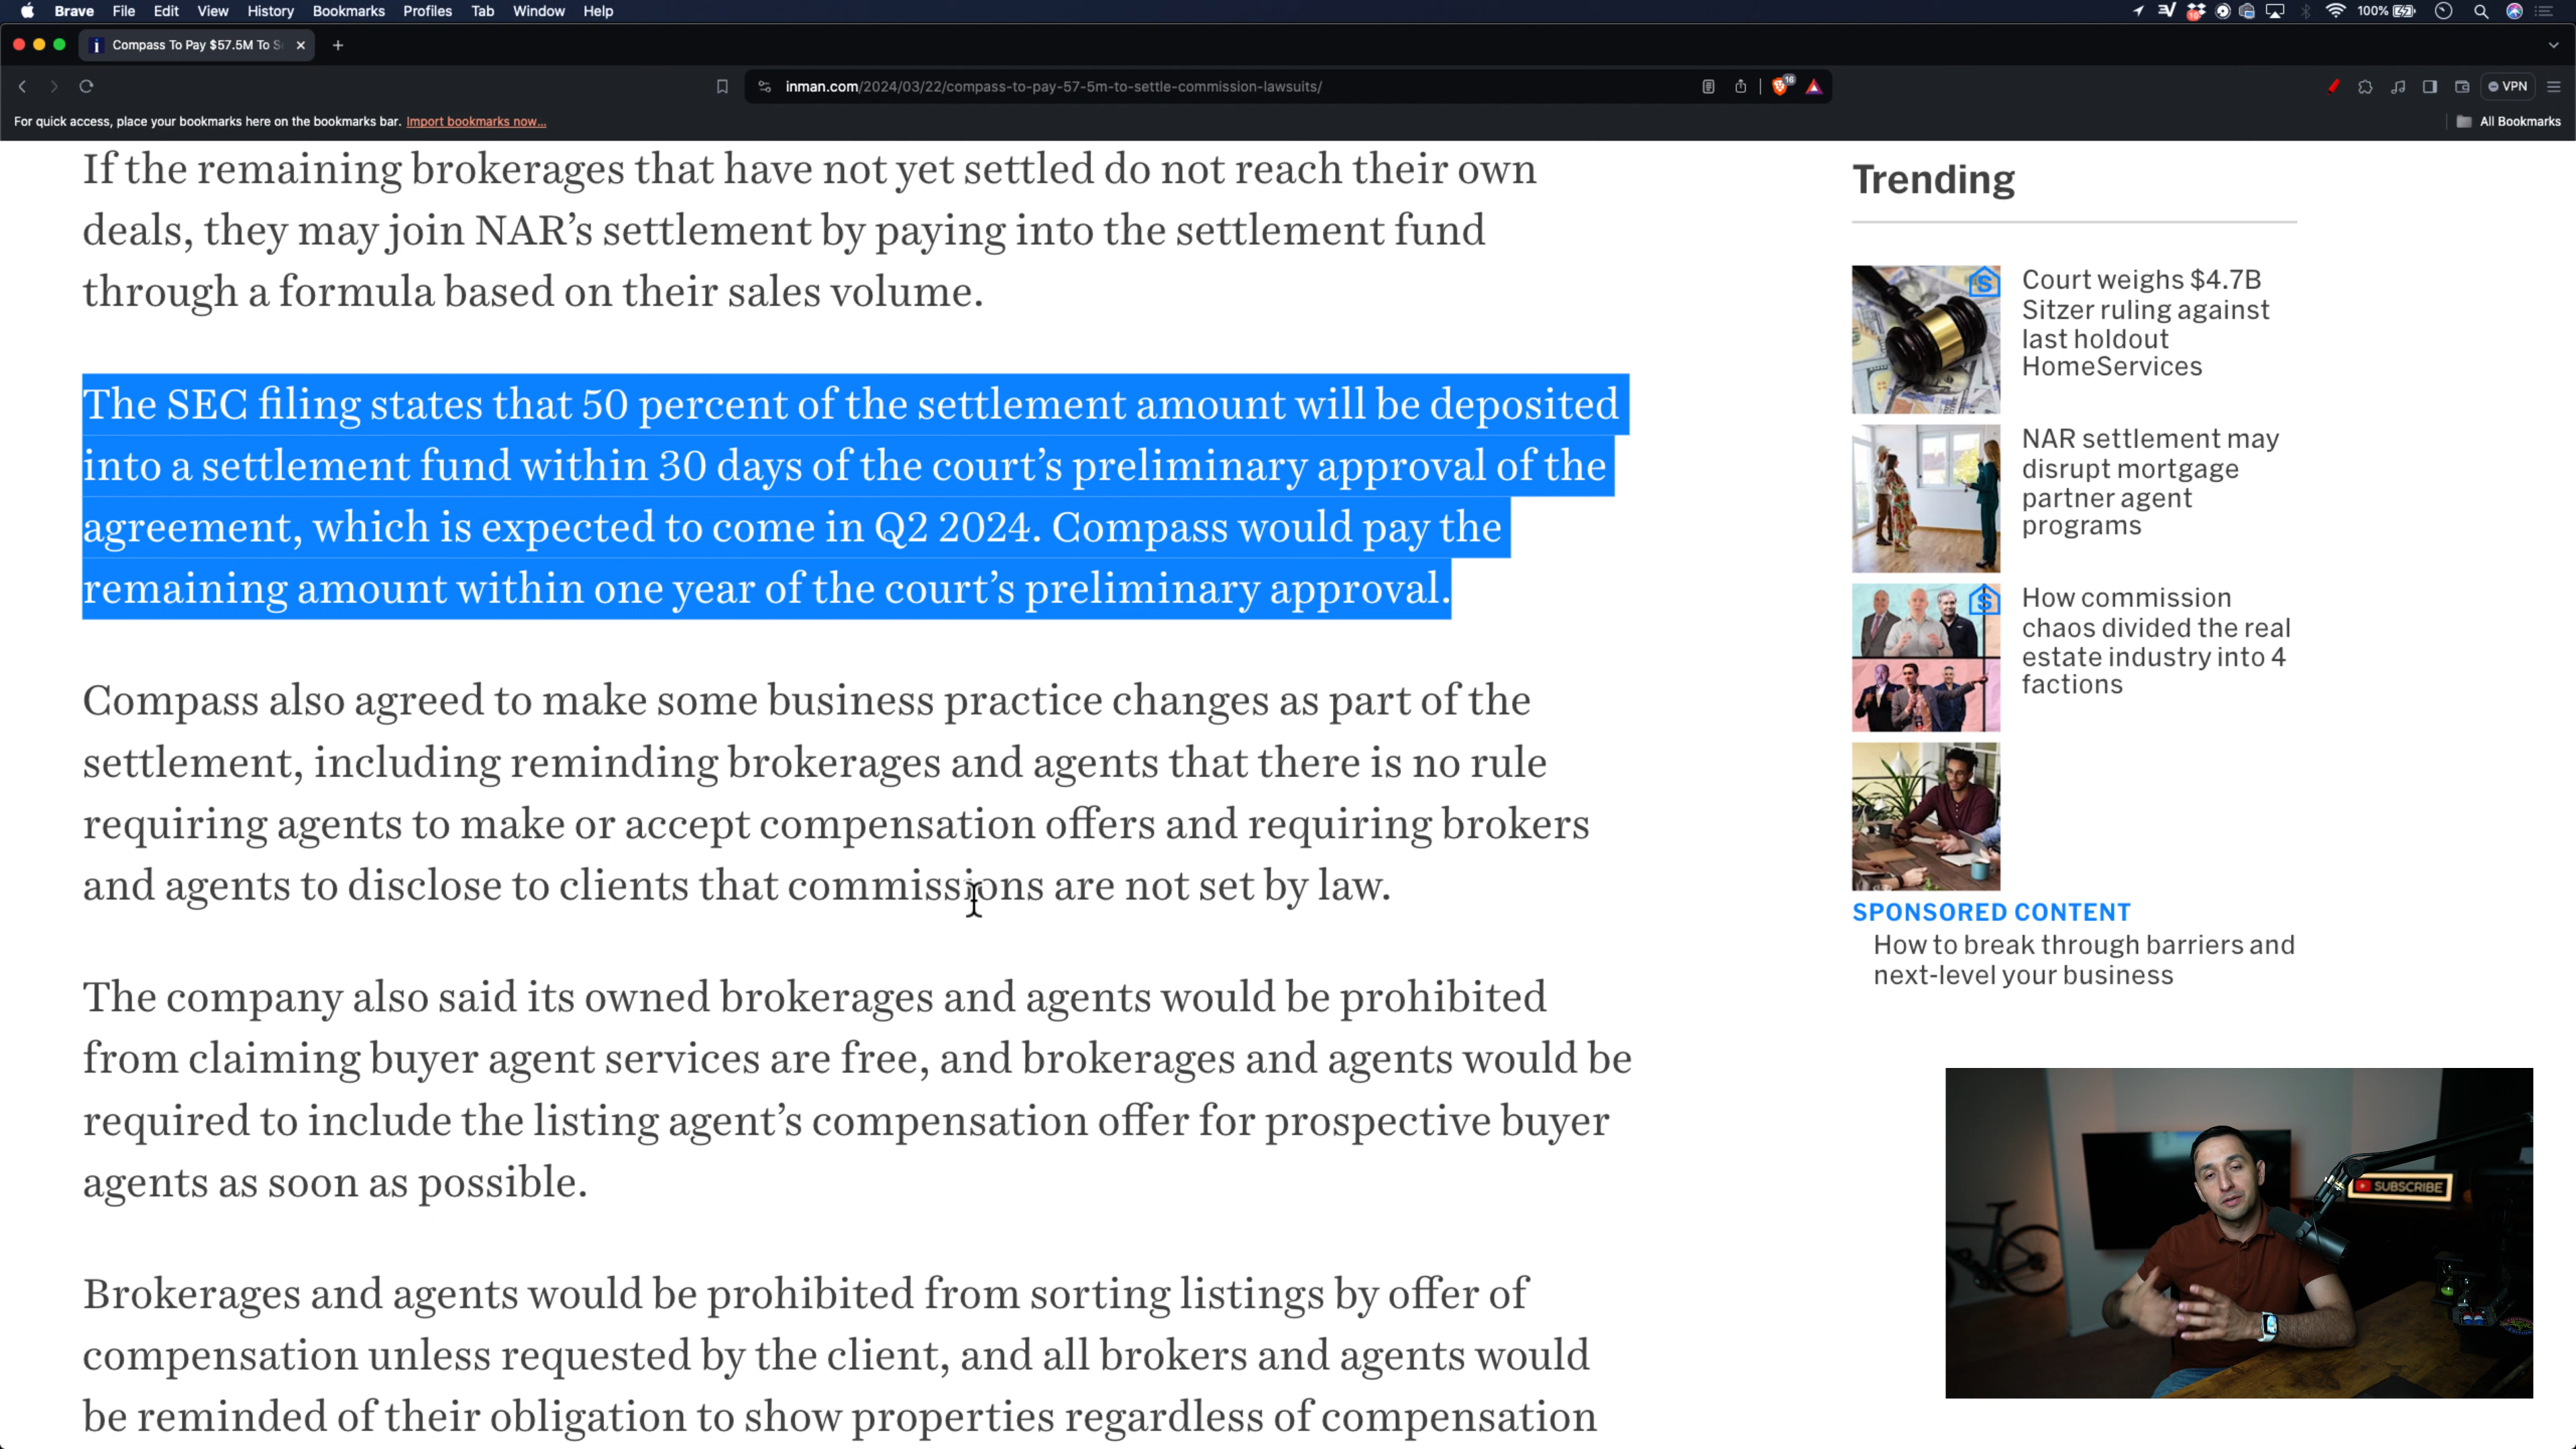 Brave File Edit View History Bookmarks Profiles Tab Window Help
100%
Compass To Pay $57.5M To S
inman.com/2024/03/22/compass-to-pay-57-5m-to-settle-commission-lawsuits/
16
VPN
For quick access, place your bookmarks here on the bookmarks bar. Import bookmarks now...
All Bookmarks
If the remaining brokerages that have not yet settled do not reach their own
deals, they may join NAR’s settlement by paying into the settlement fund
through a formula based on their sales volume.
The SEC filing states that 50 percent of the settlement amount will be deposited
into a settlement fund within 30 days of the court’s preliminary approval of the
agreement, which is expected to come in Q2 2024. Compass would pay the
remaining amount within one year of the court’s preliminary approval.
Compass also agreed to make some business practice changes as part of the
settlement, including reminding brokerages and agents that there is no rule
requiring agents to make or accept compensation offers and requiring brokers
and agents to disclose to clients that commissions are not set by law.
The company also said its owned brokerages and agents would be prohibited
from claiming buyer agent services are free, and brokerages and agents would be
required to include the listing agent’s compensation offer for prospective buyer
agents as soon as possible.
Brokerages and agents would be prohibited from sorting listings by offer of
compensation unless requested by the client, and all brokers and agents would
be reminded of their obligation to show properties regardless of compensation
Trending
Court weighs $4.7B
Sitzer ruling against
last holdout
HomeServices
NAR settlement may
disrupt mortgage
partner agent
programs
How commission
chaos divided the real
estate industry into 4
factions
SPONSORED CONTENT
How to break through barriers and
next-level your business
SUBSCRIBE